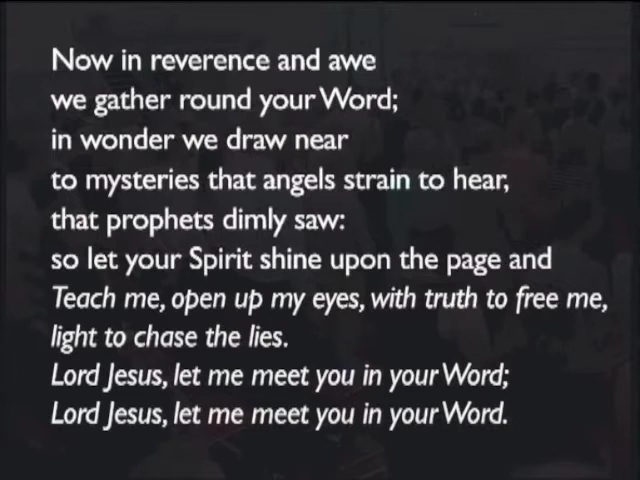 Now in reverence and awe
we gather round your Word;
in wonder we draw near
to mysteries that angels strain to hear,
that prophets dimly saw:
so let your Spirit shine upon the page and
Teach me, open up my eyes, with truth to free me,
light to chase the lies.
Lord Jesus, let me meet you in your Word;
Lord Jesus, let me meet you in your Word.